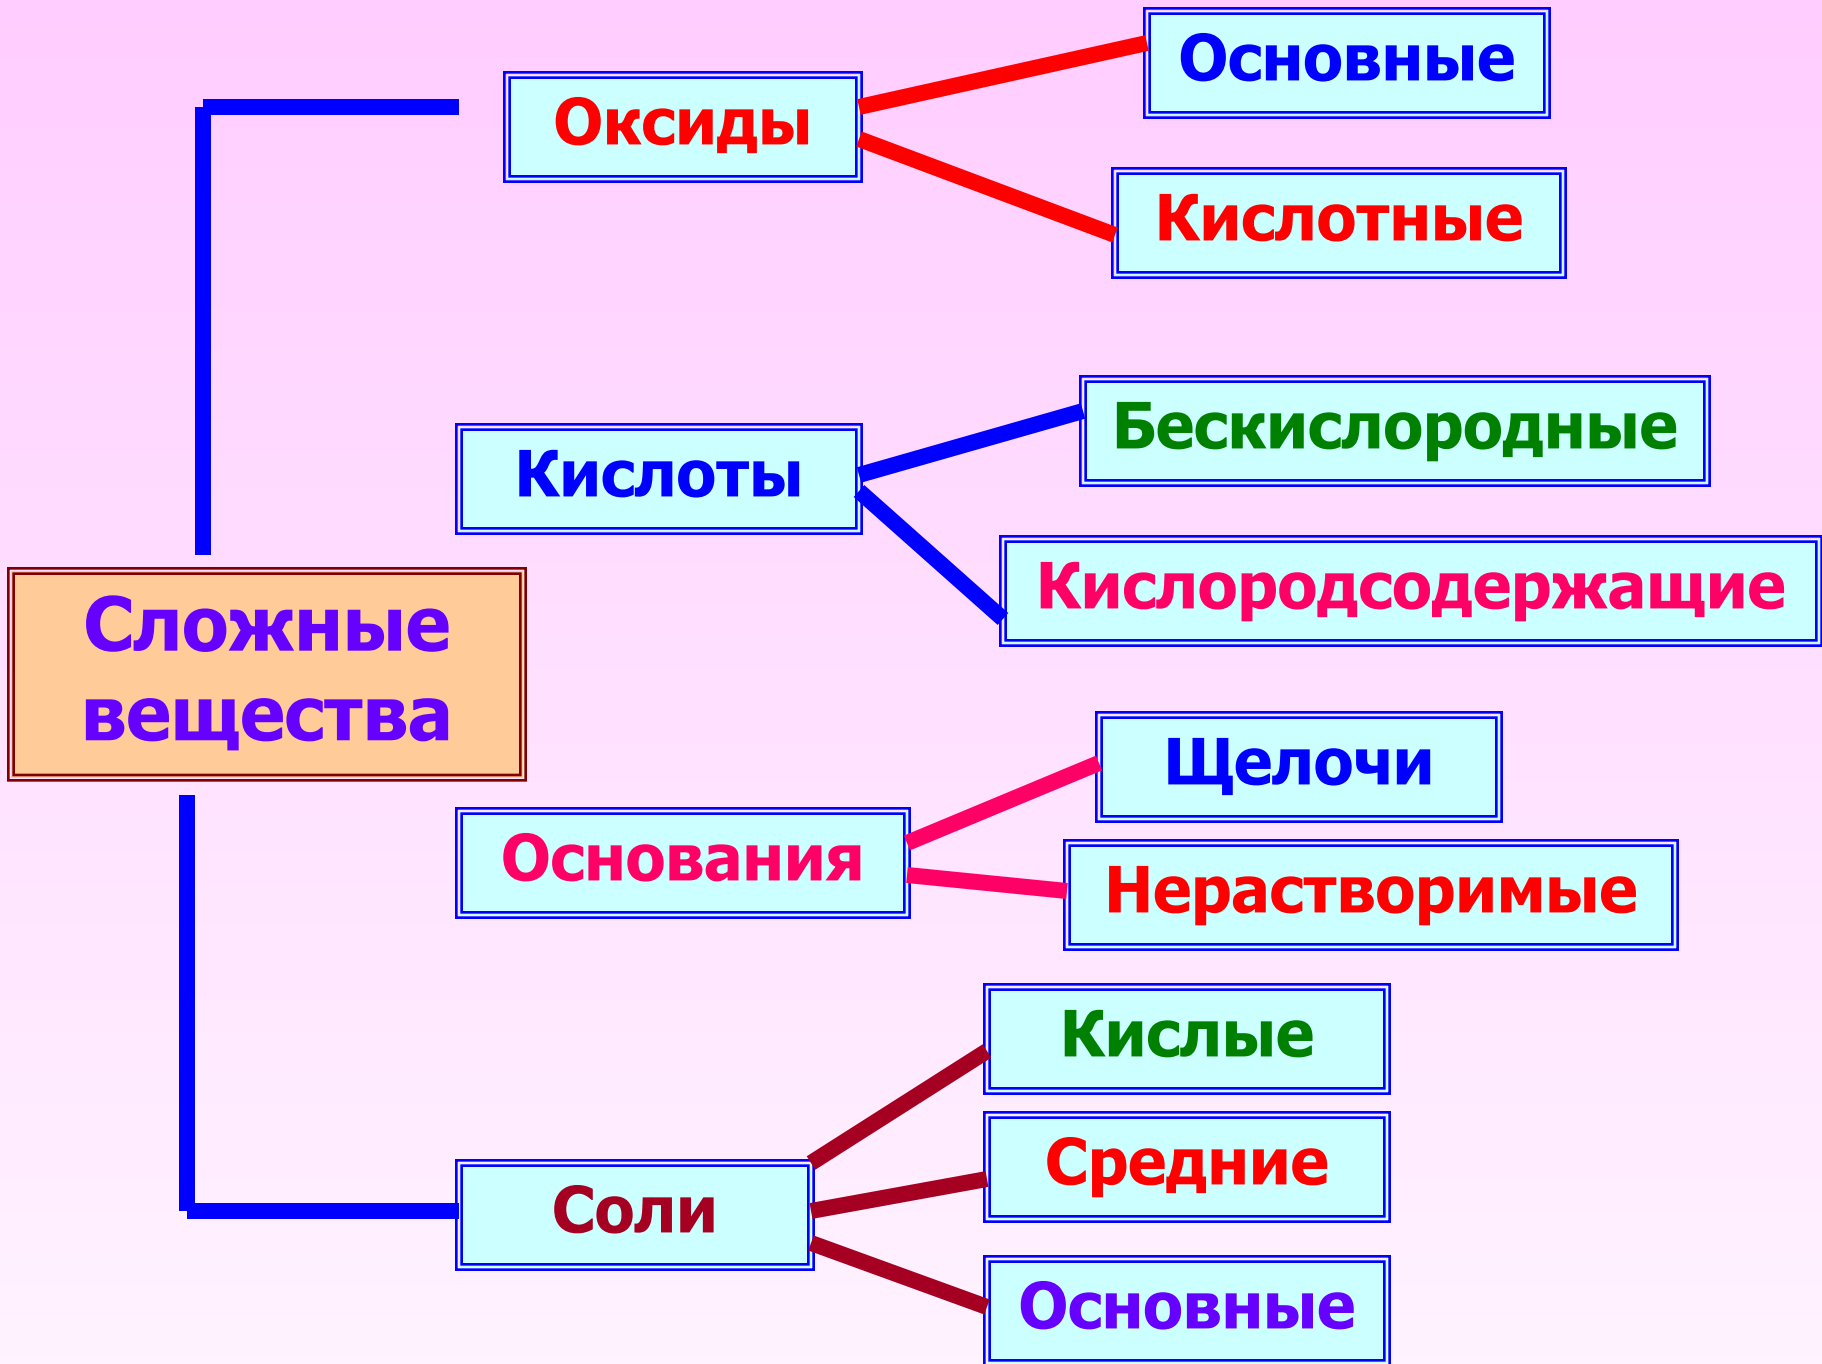 Сложные
вещества
Оксиды
Основные
Кислотные
Кислоты
Бескислородные
Кислородсодержащие
Основания
Щелочи
Нерастворимые
Соли
Кислые
Средние
Основные